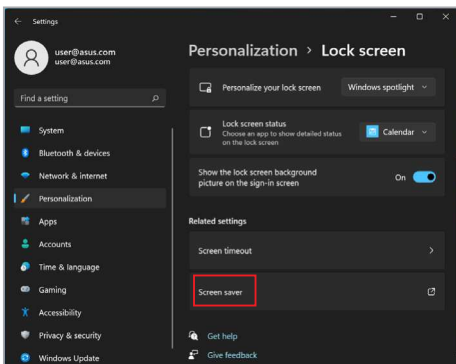 Settings
user@asus.com
user@asus.com
Find a setting
System
Bluetooth & devices
Network & internet
Personalization
Apps
Accounts
Time & language
Gaming
Accessibility
Privacy & security
Windows Update
Personalization > Lock screen
Personalize your lock screen
Windows spotlight
Lock screen status
Choose an app to show detailed status
on the lock screen
Calendar
Show the lock screen background
picture on the sign-in screen
On
Related settings
Screen timeout
Screen saver
Get help
Give feedback